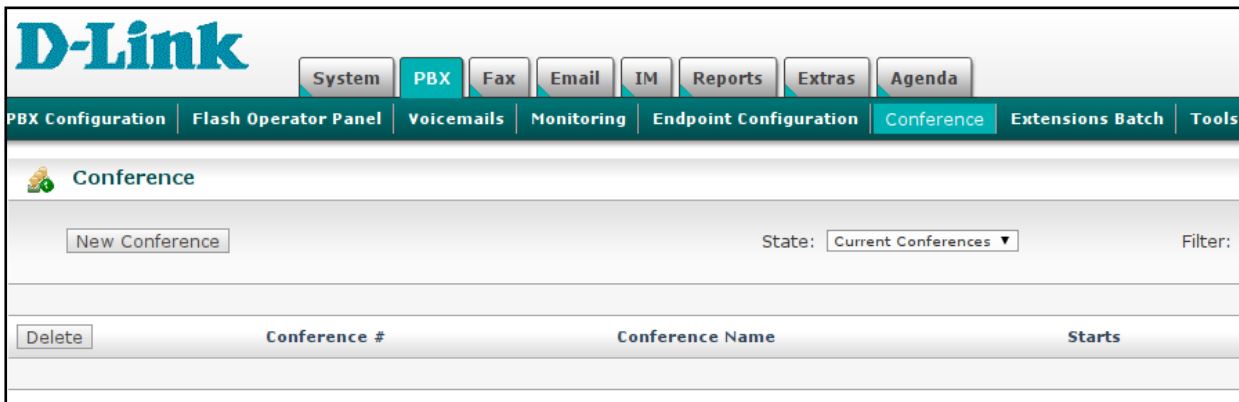 D-Link
System PBX Fax Email IM Reports Extras Agenda
PBX Configuration Flash Operator Panel Voicemails Monitoring Endpoint Configuration Conference Extensions Batch Tools
Conference
New Conference State: Current Conferences Filter:
Delete Conference # Conference Name Starts